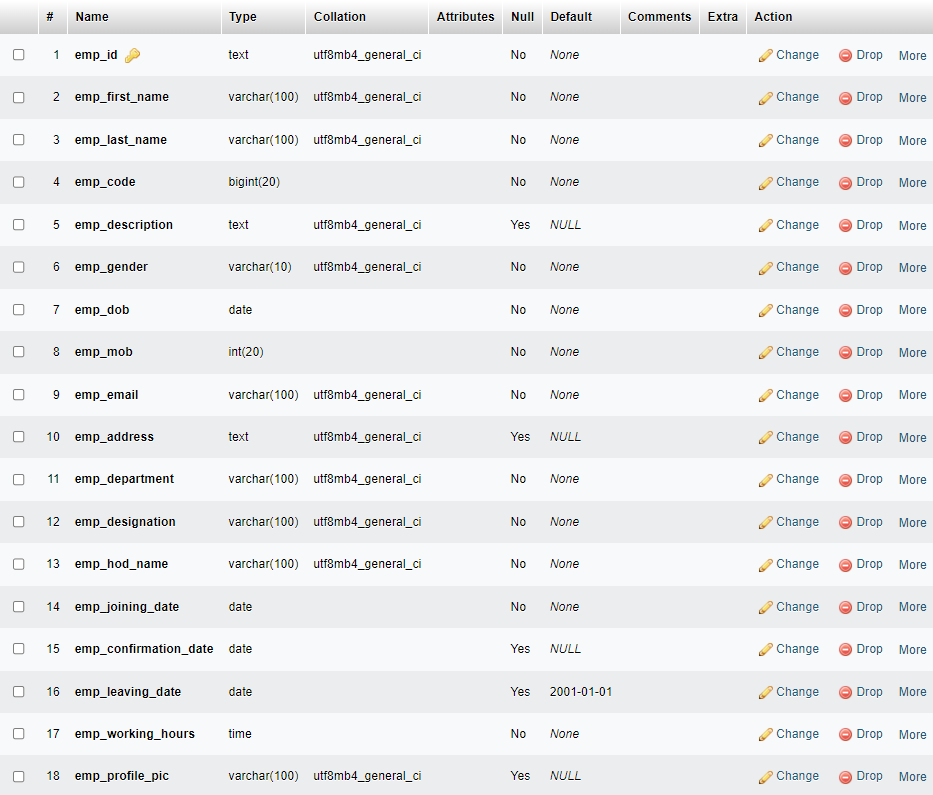 # Name Type Collation Attributes Null Default Comments Extra Action
1 emp_id text utf8mb4_general_ci No None Change Drop More
2 emp_first_name varchar(100) utf8mb4_general_ci No None Change Drop More
3 emp_last_name varchar(100) utf8mb4_general_ci No None Change Drop More
4 emp_code bigint(20) No None Change Drop More
5 emp_description text utf8mb4_general_ci Yes NULL Change Drop More
6 emp_gender varchar(10) utf8mb4_general_ci No None Change Drop More
7 emp_dob date No None Change Drop More
8 emp_mob int(20) No None Change Drop More
9 emp_email varchar(100) utf8mb4_general_ci No None Change Drop More
10 emp_address text utf8mb4_general_ci Yes NULL Change Drop More
11 emp_department varchar(100) utf8mb4_general_ci No None Change Drop More
12 emp_designation varchar(100) utf8mb4_general_ci No None Change Drop More
13 emp_hod_name varchar(100) utf8mb4_general_ci No None Change Drop More
14 emp_joining_date date No None Change Drop More
15 emp_confirmation_date date Yes NULL Change Drop More
16 emp_leaving_date date Yes 2001-01-01 Change Drop More
17 emp_working_hours time No None Change Drop More
18 emp_profile_pic varchar(100) utf8mb4_general_ci Yes NULL Change Drop More